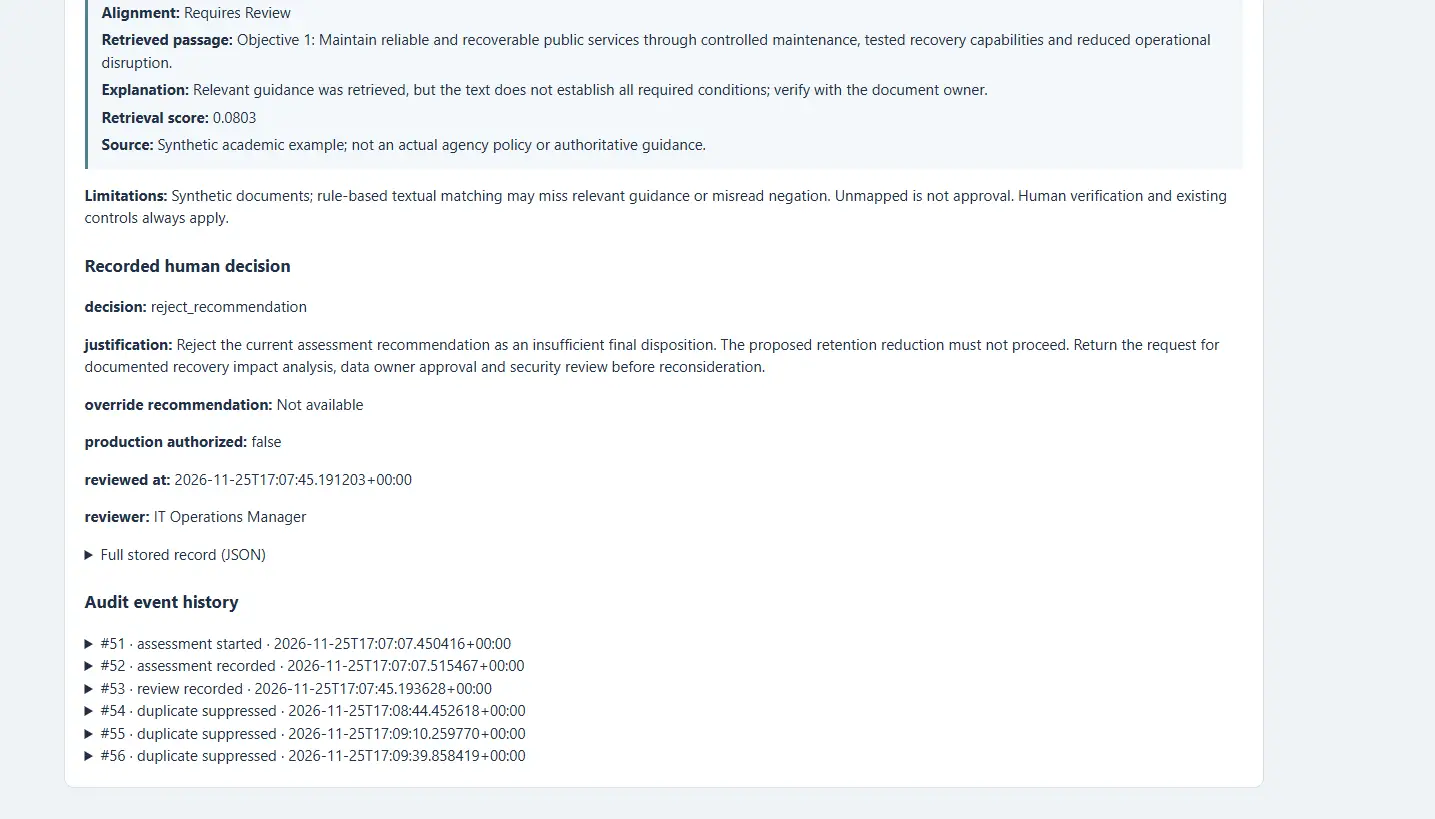 Alignment: Requires Review
Retrieved passage: Objective 1: Maintain reliable and recoverable public services through controlled maintenance, tested recovery capabilities and reduced operational
disruption.
Explanation: Relevant guidance was retrieved, but the text does not establish all required conditions; verify with the document owner.
Retrieval score: 0.0803
Source: Synthetic academic example; not an actual agency policy or authoritative guidance.
Limitations: Synthetic documents; rule-based textual matching may miss relevant guidance or misread negation. Unmapped is not approval. Human verification and existing
controls always apply.
Recorded human decision
decision: reject_recommendation
justification: Reject the current assessment recommendation as an insufficient final disposition. The proposed retention reduction must not proceed. Return the request for
documented recovery impact analysis, data owner approval and security review before reconsideration.
override recommendation: Not available
production authorized: false
reviewed at: 2026-11-25T17:07:45.191203+00:00
reviewer: IT Operations Manager
Full stored record (JSON)
Audit event history
#51 · assessment started · 2026-11-25T17:07:07.450416+00:00
#52 · assessment recorded · 2026-11-25T17:07:07.515467+00:00
#53 · review recorded · 2026-11-25T17:07:45.193628+00:00
#54 · duplicate suppressed · 2026-11-25T17:08:44.452618+00:00
#55 · duplicate suppressed · 2026-11-25T17:09:10.259770+00:00
#56 · duplicate suppressed · 2026-11-25T17:09:39.858419+00:00